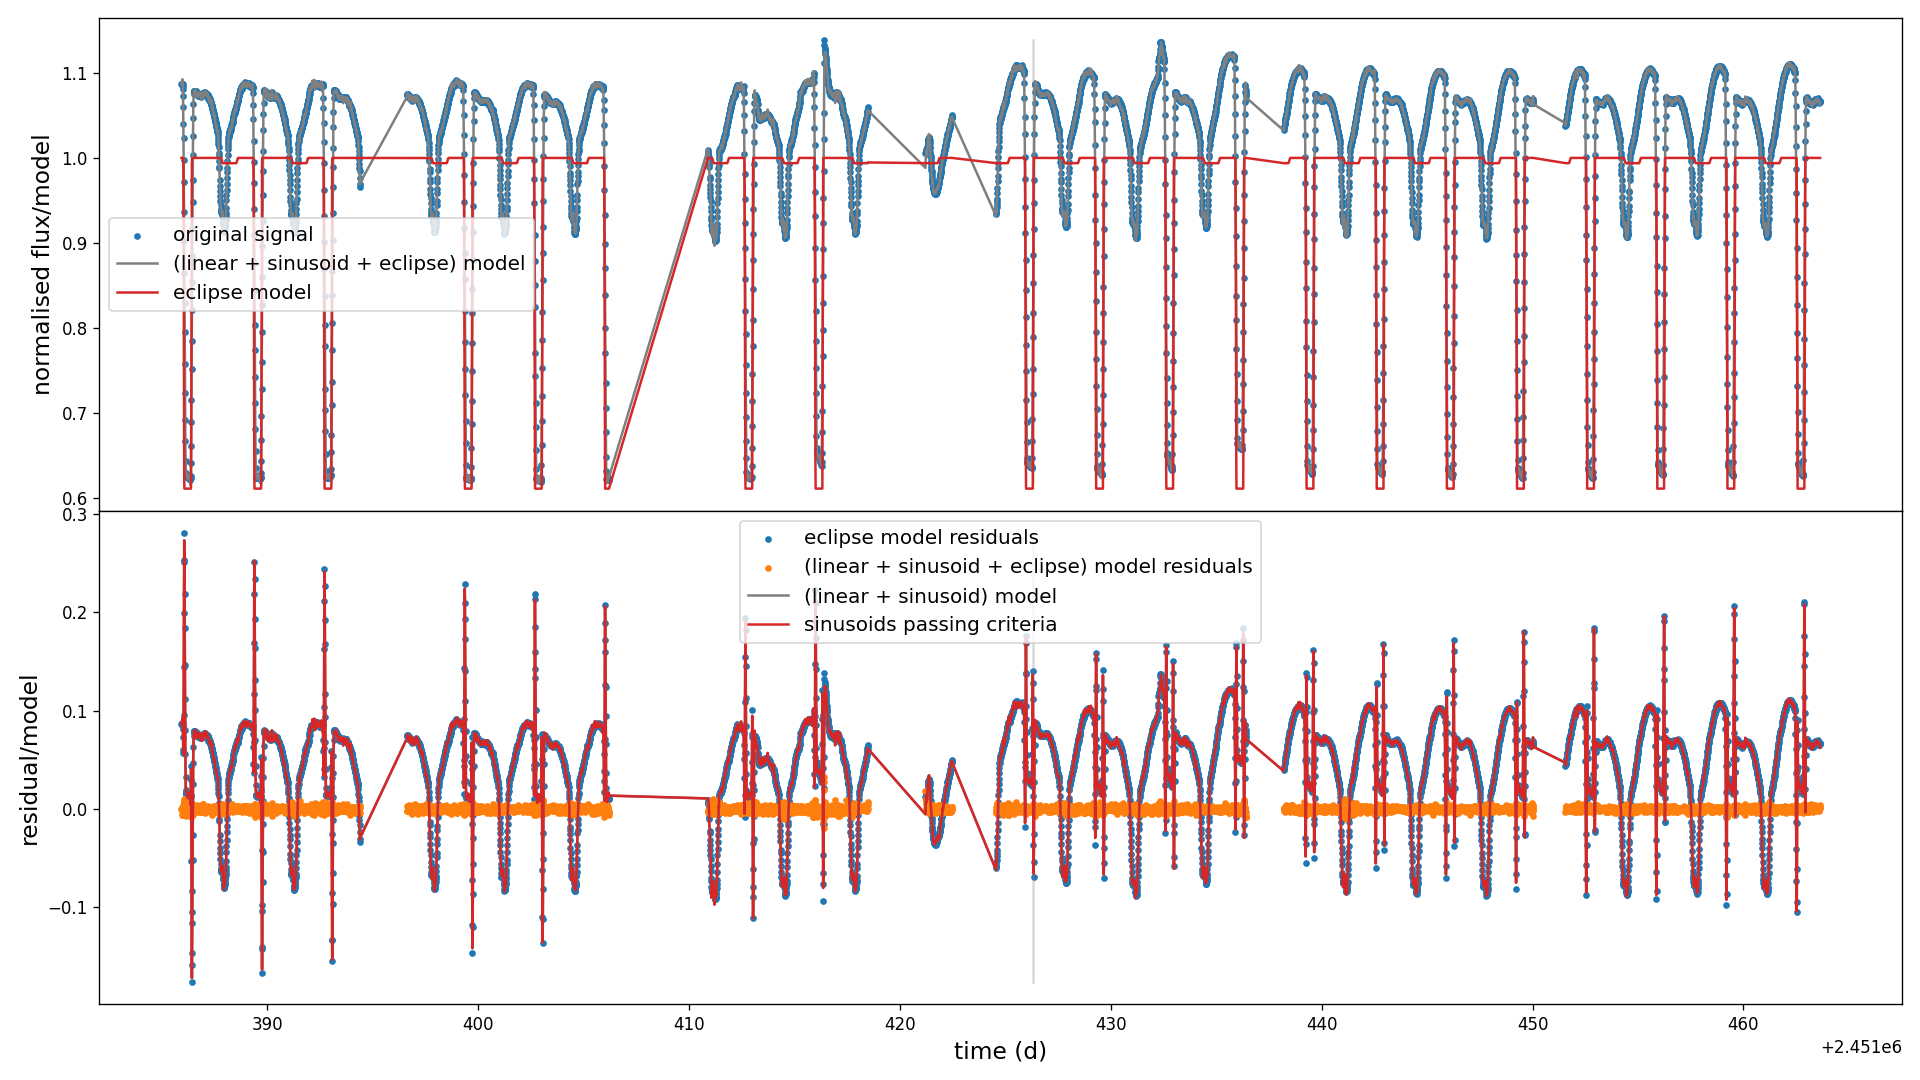 normalised flux/model
1.1
1.0
0.9
0.8
0.7
0.6
original signal
(linear + sinusoid + eclipse) model
eclipse model
residual/model
0.3
0.2
0.1
0.0
−0.1
eclipse model residuals
(linear + sinusoid + eclipse) model residuals
(linear + sinusoid) model
sinusoids passing criteria
390 400 410 420 430 440 450 460
time (d)
+2.451e6